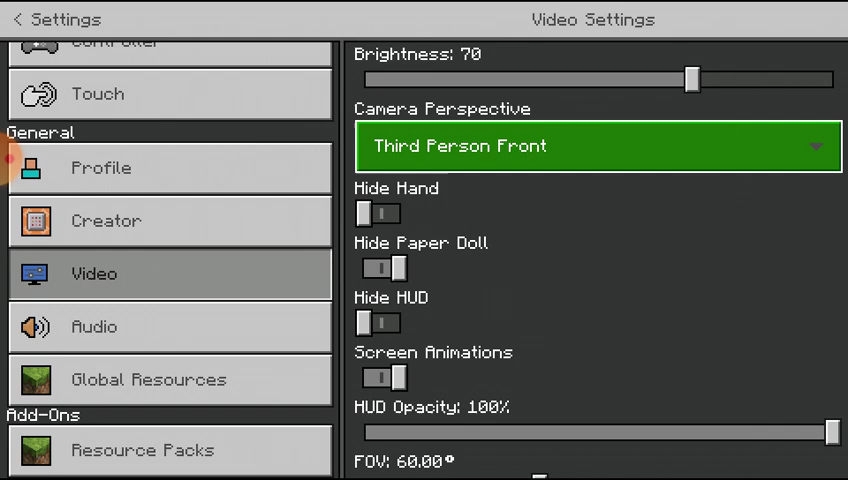 < Settings
Video Settings
Controller
Touch
General
Profile
Creator
Video
Audio
Global Resources
Add-Ons
Resource Packs
Brightness: 70
Camera Perspective
Third Person Front
Hide Hand
Hide Paper Doll
Hide HUD
Screen Animations
HUD Opacity: 100%
FOV: 60.00°